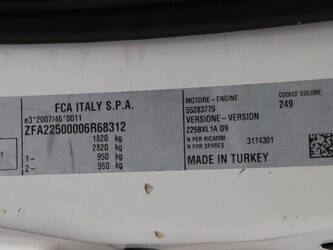 FCA ITALY S.P.A.
e3*2007/46*0011
ZFA22500006R68312
1820 kg
2820 kg
1– 950 kg
2– 950 kg
MOTORE - ENGINE
55283775
VERSIONE - VERSION
225BXL1A D9
N PER RICAMBI
N FOR SPARES
3174301
MADE IN TURKEY
CODICE COLORE
249